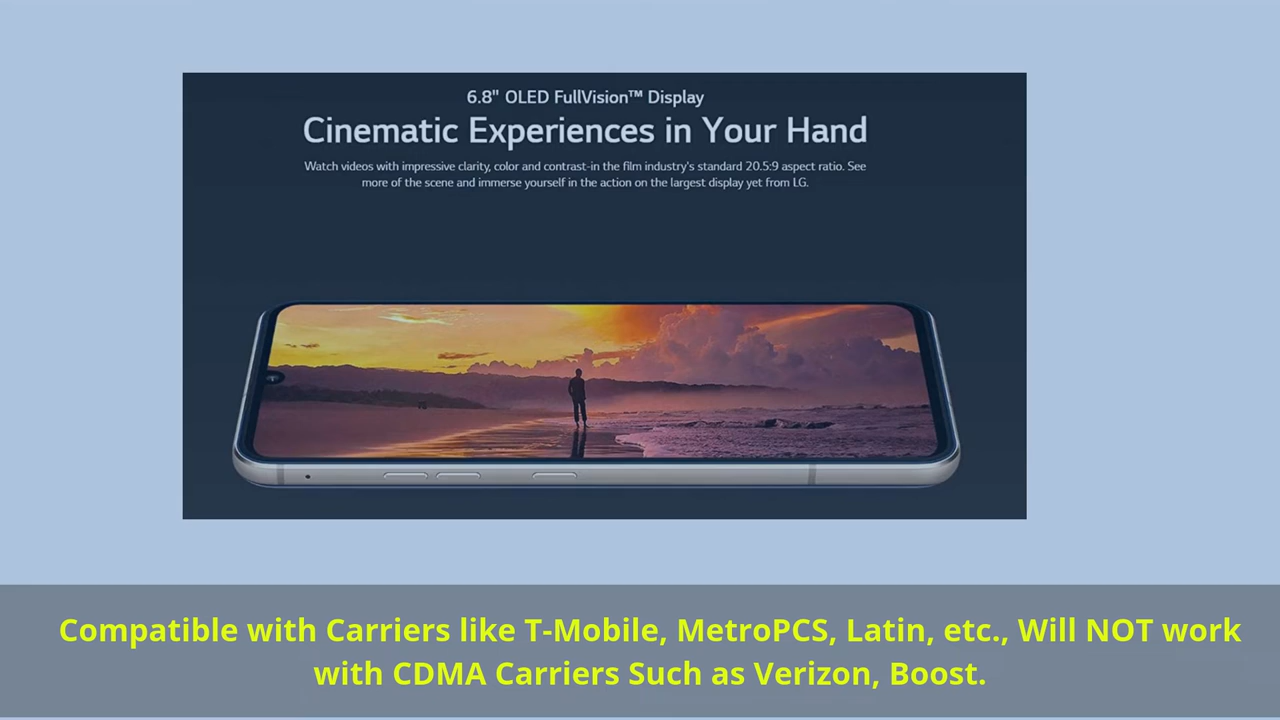 6.8" OLED FullVision™ Display
Cinematic Experiences in Your Hand
Watch videos with impressive clarity, color and contrast-in the film industry's standard 20.5:9 aspect ratio. See
more of the scene and immerse yourself in the action on the largest display yet from LG.
Compatible with Carriers like T-Mobile, MetroPCS, Latin, etc., Will NOT work
with CDMA Carriers Such as Verizon, Boost.